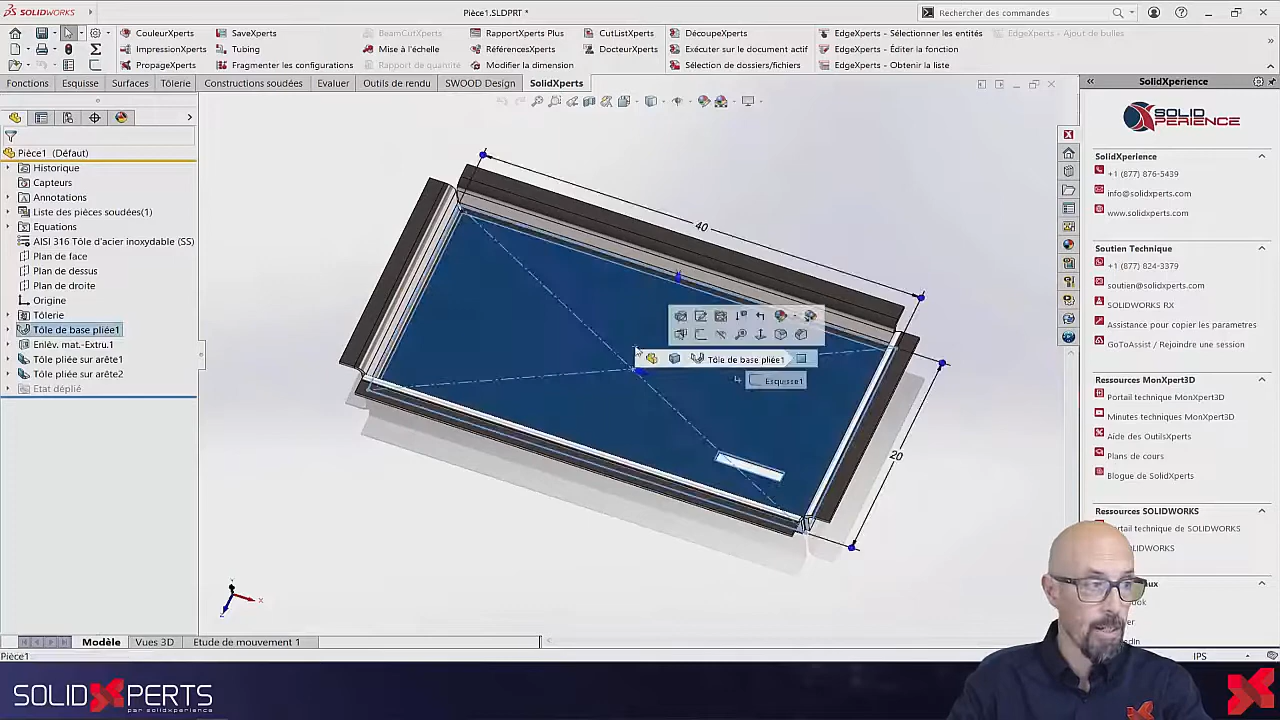 SOLIDWORKS
Pièce1.SLDPRT *
Rechercher des commandes
CouleurXperts
SaveXperts
BeamCutXperts
RapportXperts Plus
CutListXperts
DécoupeXperts
EdgeXperts - Sélectionner les entités
EdgeXperts - Ajout de bulles
ImpressionXperts
Tubing
Mise à l'échelle
RéférencesXperts
DocteurXperts
Exécuter sur le document actif
EdgeXperts - Éditer la fonction
PropageXperts
Fragmenter les configurations
Rapport de quantité
Modifier la dimension
Sélection de dossiers/fichiers
EdgeXperts - Obtenir la liste
Fonctions
Esquisse
Surfaces
Tôlerie
Constructions soudées
Evaluer
Outils de rendu
SWOOD Design
SolidXperts
Pièce1 (Défaut)
Historique
Capteurs
Annotations
Liste des pièces soudées(1)
Equations
AISI 316 Tôle d'acier inoxydable (SS)
Plan de face
Plan de dessus
Plan de droite
Origine
Tôlerie
Tôle de base pliée1
Enlèv. mat.-Extru.1
Tôle pliée sur arête1
Tôle pliée sur arête2
Etat déplié
40
20
Tôle de base pliée1
Esquisse1
Y
X
Z
SolidXperience
SOLID
XPERIENCE
SolidXperience
+1 (877) 876-5439
info@solidxperts.com
www.solidxperts.com
Soutien Technique
+1 (877) 824-3379
soutien@solidxperts.com
SOLIDWORKS RX
Assistance pour copier les paramètres
GoToAssist / Rejoindre une session
Ressources MonXpert3D
Portail technique MonXpert3D
Minutes techniques MonXpert3D
Aide des OutilsXperts
Plans de cours
Blogue de SolidXperts
Ressources SOLIDWORKS
Portail technique de SOLIDWORKS
Modèle
Vues 3D
Etude de mouvement 1
Pièce1
IPS
SOLIDXPERTS
par solidxperience